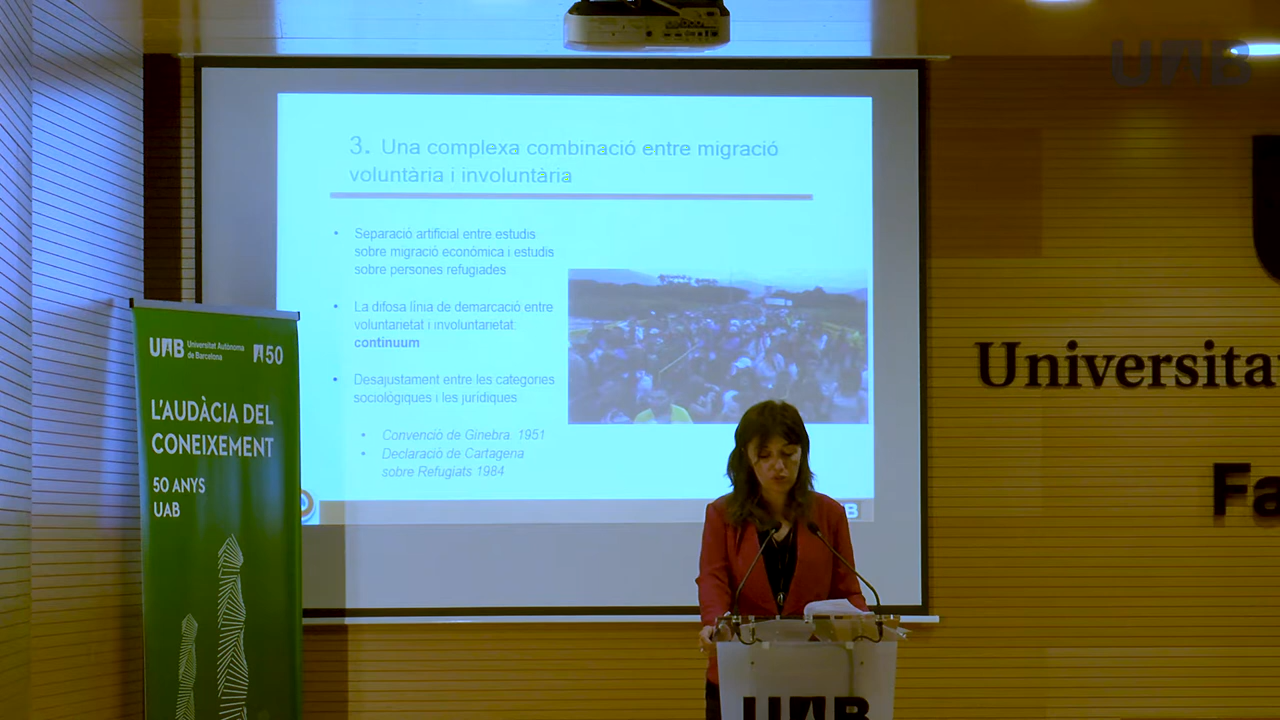 UAB
3. Una complexa combinació entre migració
voluntària i involuntària
• Separació artificial entre estudis
sobre migració econòmica i estudis
sobre persones refugiades
• La difosa línia de demarcació entre
voluntarietat i involuntarietat:
continuum
• Desajustament entre les categories
sociològiques i les jurídiques
• Convenció de Ginebra. 1951
• Declaració de Cartagena
sobre Refugiats 1984
UAB Universitat Autònoma
de Barcelona
50
L'AUDÀCIA DEL
CONEIXEMENT
50 ANYS
UAB
Universita
Fa
UAB